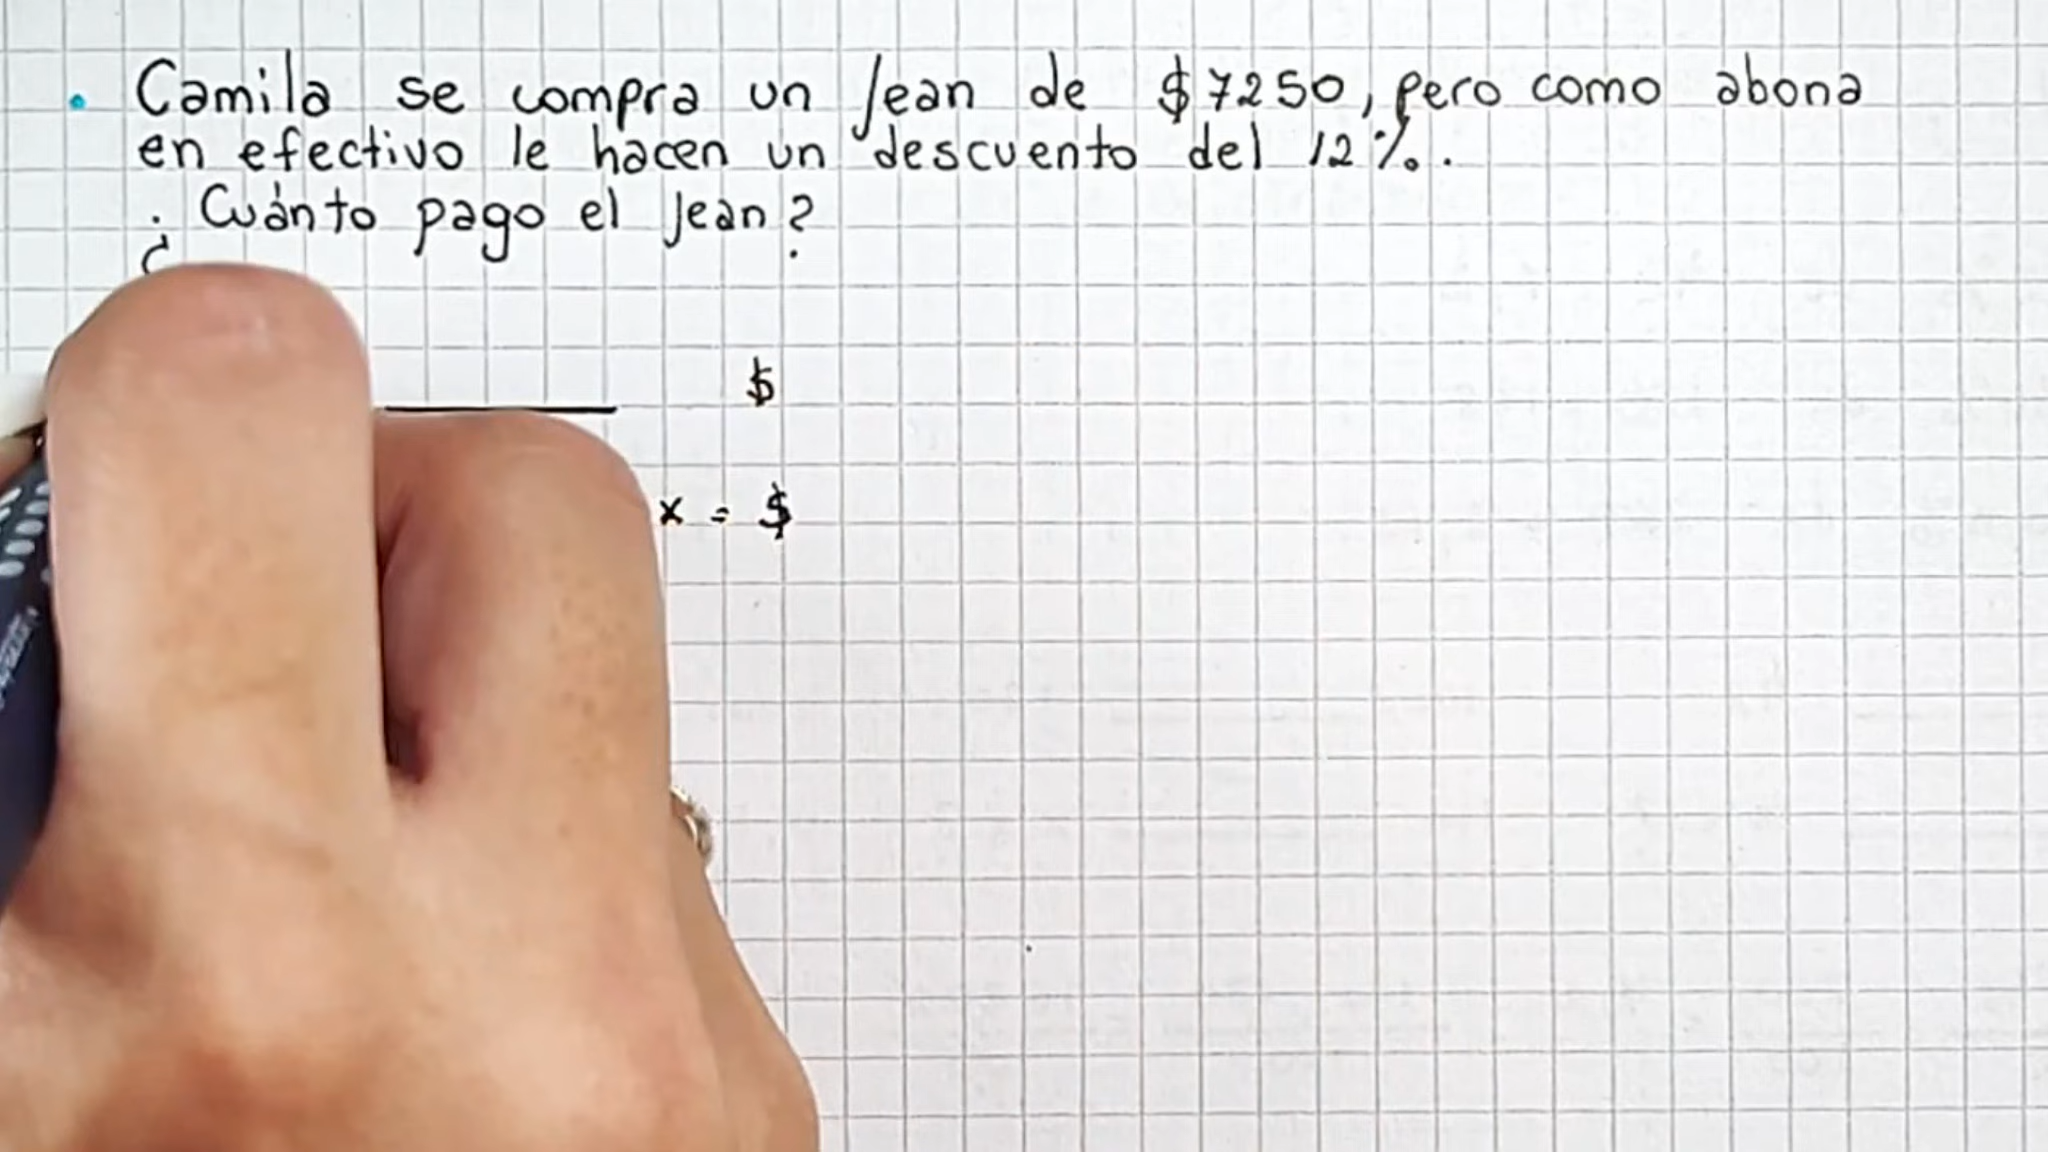 • Camila se compra un Jean de $7250, pero como abona
en efectivo le hacen un descuento del 12%.
¿Cuánto pago el Jean?
$
x = $